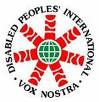 DISABLED PEOPLES' INTERNATIONAL
• VOX NOSTRA •